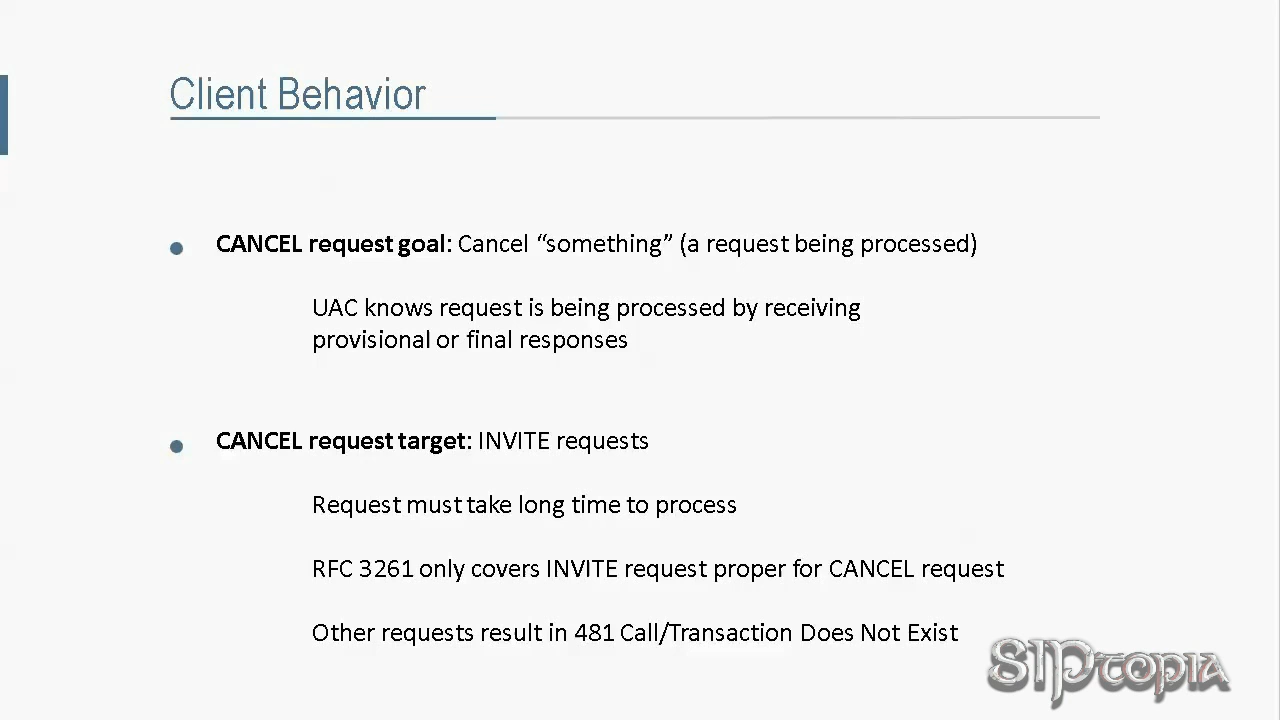 Client Behavior
CANCEL request goal: Cancel “something” (a request being processed)
UAC knows request is being processed by receiving
provisional or final responses
CANCEL request target: INVITE requests
Request must take long time to process
RFC 3261 only covers INVITE request proper for CANCEL request
Other requests result in 481 Call/Transaction Does Not Exist
SIPtopia